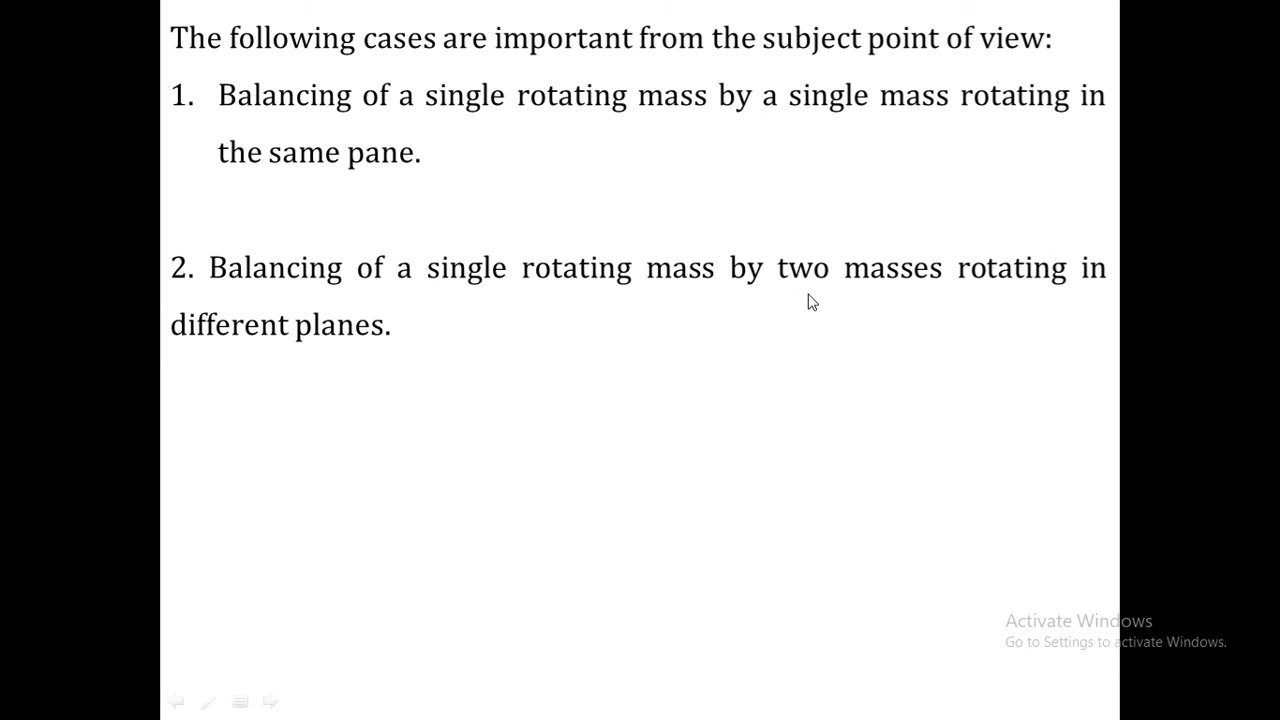 The following cases are important from the subject point of view:
1. Balancing of a single rotating mass by a single mass rotating in
the same pane.
2. Balancing of a single rotating mass by two masses rotating in
different planes.
Activate Windows
Go to Settings to activate Windows.